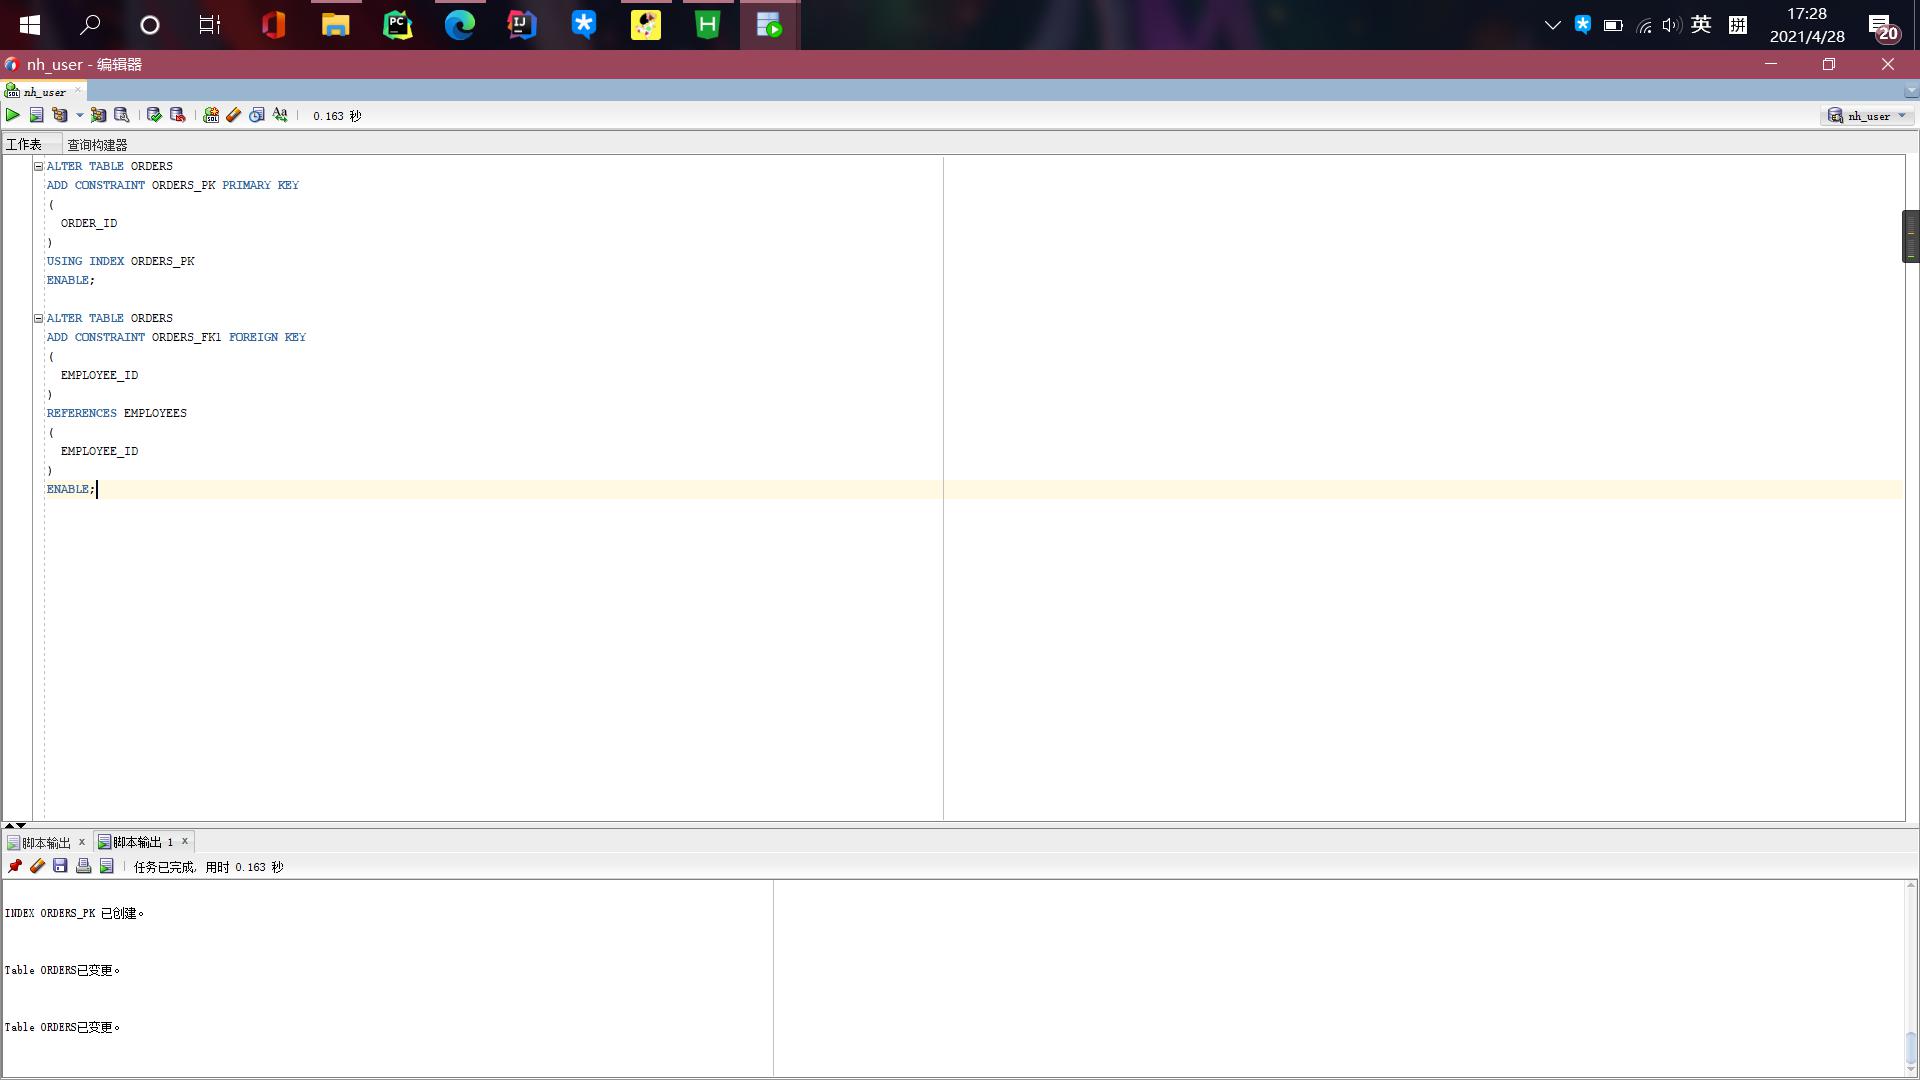 英
拼
17:28
2021/4/28
20
nh_user - 编辑器
nh_user
0.163 秒
nh_user
工作表
查询构建器
ALTER TABLE ORDERS
ADD CONSTRAINT ORDERS_PK PRIMARY KEY
(
ORDER_ID
)
USING INDEX ORDERS_PK
ENABLE;
ALTER TABLE ORDERS
ADD CONSTRAINT ORDERS_FK1 FOREIGN KEY
(
EMPLOYEE_ID
)
REFERENCES EMPLOYEES
(
EMPLOYEE_ID
)
ENABLE;
脚本输出 x
脚本输出 1 x
任务已完成, 用时 0.163 秒
INDEX ORDERS_PK 已创建。
Table ORDERS已变更。
Table ORDERS已变更。